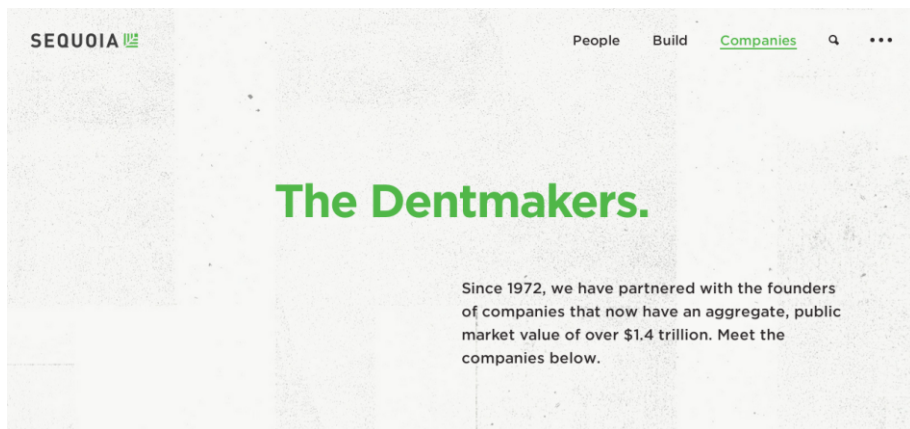 SEQUOIA
People Build Companies
The Dentmakers.
Since 1972, we have partnered with the founders
of companies that now have an aggregate, public
market value of over $1.4 trillion. Meet the
companies below.